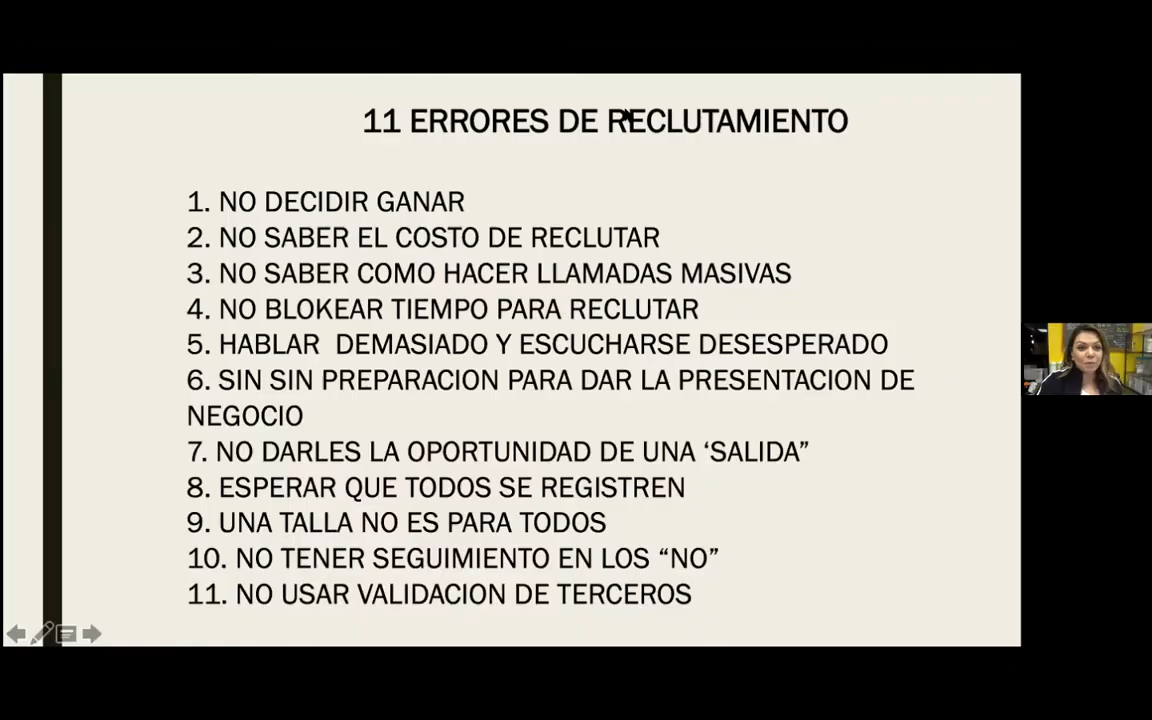 11 ERRORES DE RECLUTAMIENTO
1. NO DECIDIR GANAR
2. NO SABER EL COSTO DE RECLUTAR
3. NO SABER COMO HACER LLAMADAS MASIVAS
4. NO BLOKEAR TIEMPO PARA RECLUTAR
5. HABLAR  DEMASIADO Y ESCUCHARSE DESESPERADO
6. SIN SIN PREPARACION PARA DAR LA PRESENTACION DE
NEGOCIO
7. NO DARLES LA OPORTUNIDAD DE UNA ‘SALIDA”
8. ESPERAR QUE TODOS SE REGISTREN
9. UNA TALLA NO ES PARA TODOS
10. NO TENER SEGUIMIENTO EN LOS “NO”
11. NO USAR VALIDACION DE TERCEROS